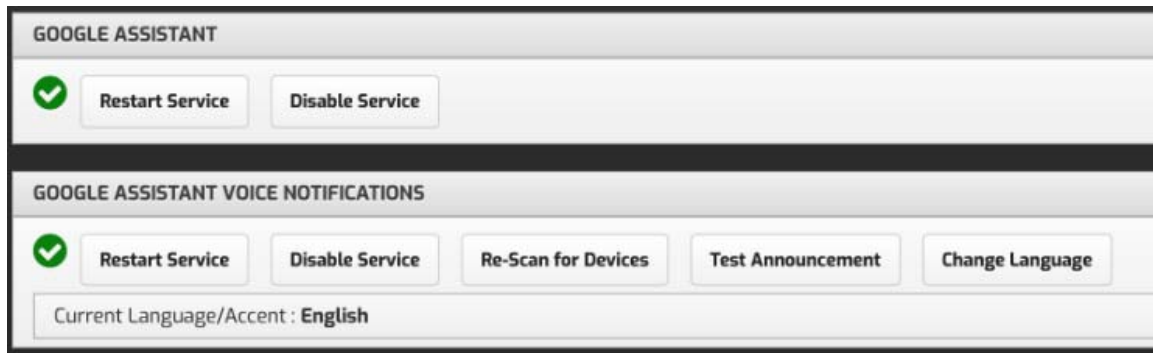 GOOGLE ASSISTANT
Restart Service Disable Service
GOOGLE ASSISTANT VOICE NOTIFICATIONS
Restart Service Disable Service Re-Scan for Devices Test Announcement Change Language
Current Language/Accent : English